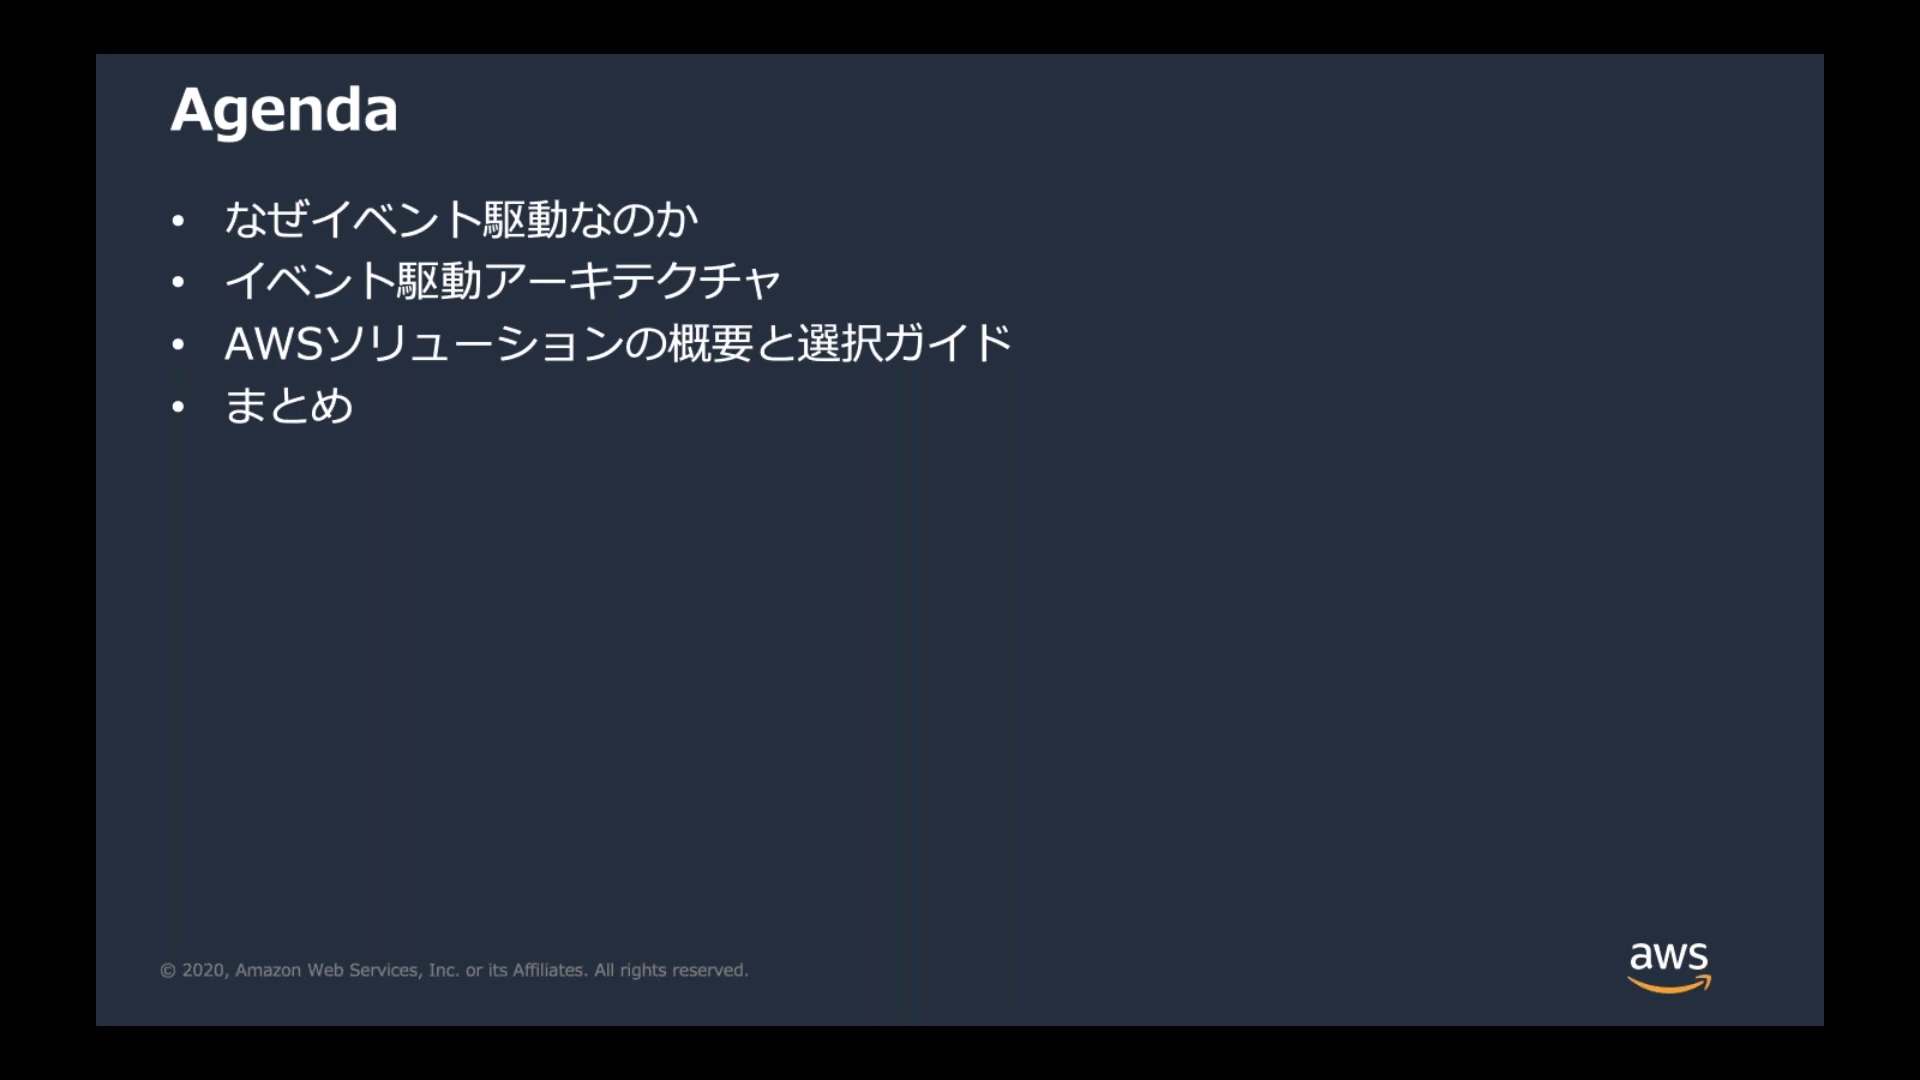 Agenda
• なぜイベント駆動なのか
• イベント駆動アーキテクチャ
• AWSソリューションの概要と選択ガイド
• まとめ
© 2020, Amazon Web Services, Inc. or its Affiliates. All rights reserved.
aws